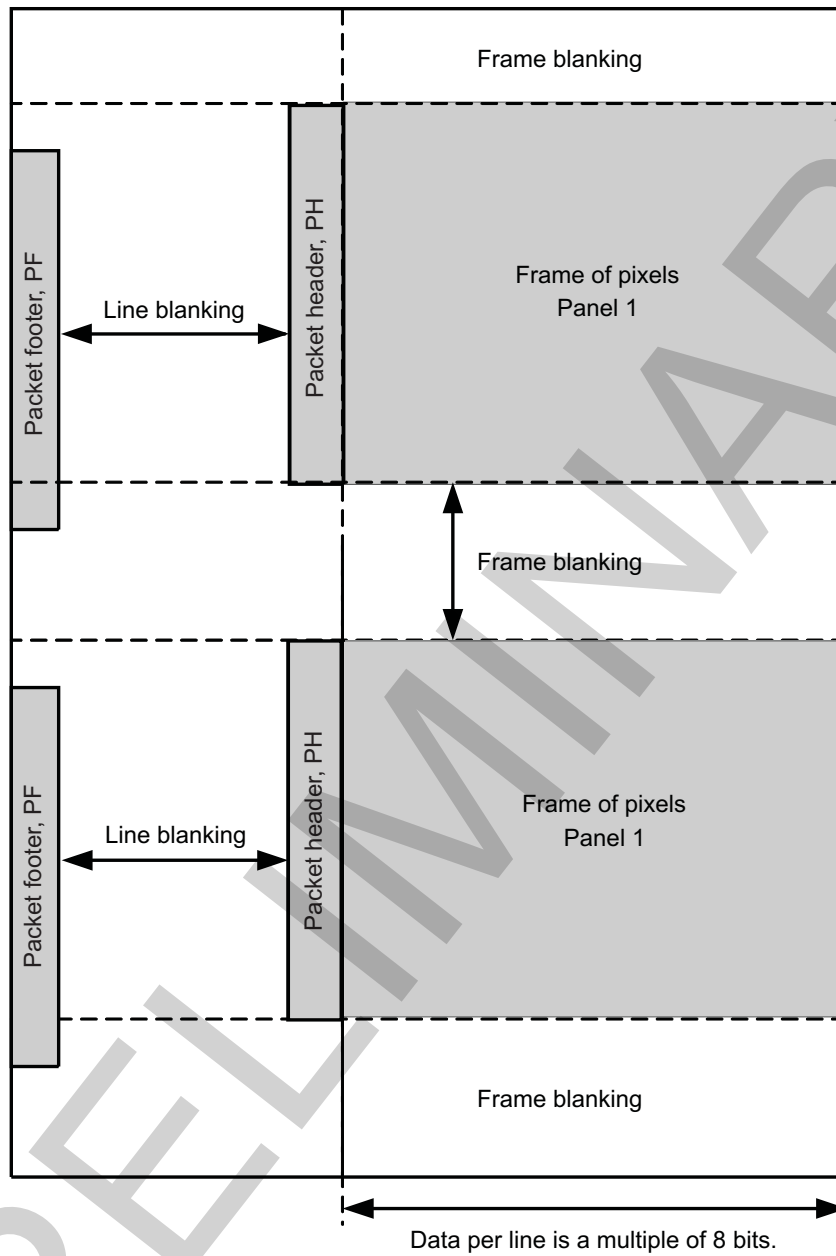 Frame blanking
Packet footer, PF
Line blanking
Packet header, PH
Frame of pixels
Panel 1
Frame blanking
Packet footer, PF
Line blanking
Packet header, PH
Frame of pixels
Panel 1
Frame blanking
Data per line is a multiple of 8 bits.